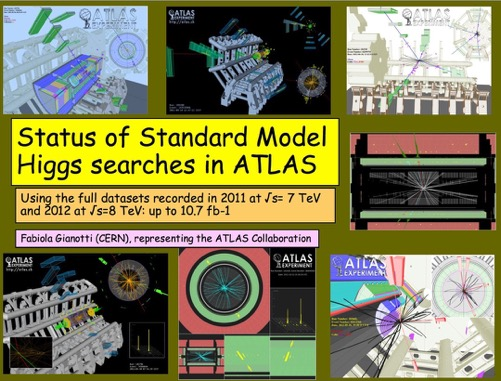 ATLAS
EXPERIMENT
http://atlas.ch
ATLAS
EXPERIMENT
ATLAS
EXPERIMENT
Status of Standard Model
Higgs searches in ATLAS
Using the full datasets recorded in 2011 at √s= 7 TeV
and 2012 at √s=8 TeV: up to 10.7 fb-1
Fabiola Gianotti (CERN), representing the ATLAS Collaboration
ATLAS
EXPERIMENT
http://atlas.ch
ATLAS
EXPERIMENT
ATLAS
EXPERIMENT